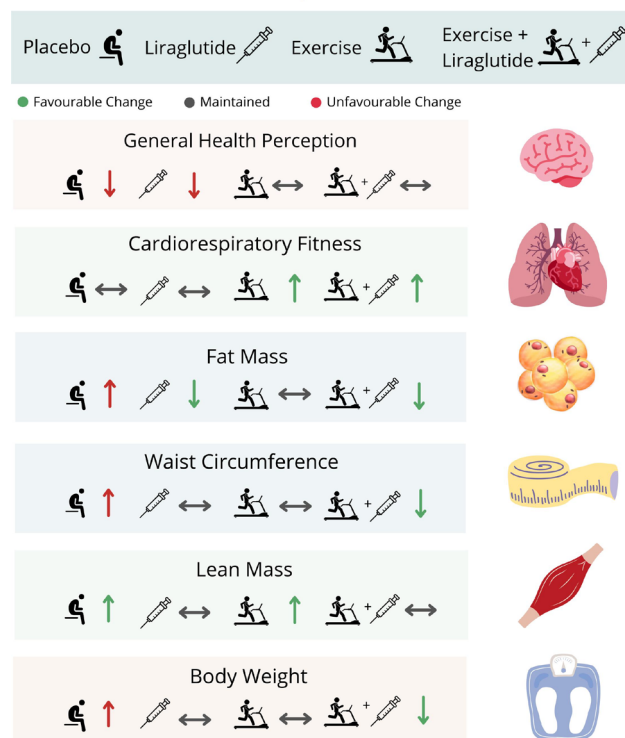 Placebo Liraglutide Exercise Exercise +
Liraglutide +
Favourable Change Maintained Unfavourable Change
General Health Perception
+
Cardiorespiratory Fitness
+
Fat Mass
+
Waist Circumference
+
Lean Mass
+
Body Weight
+